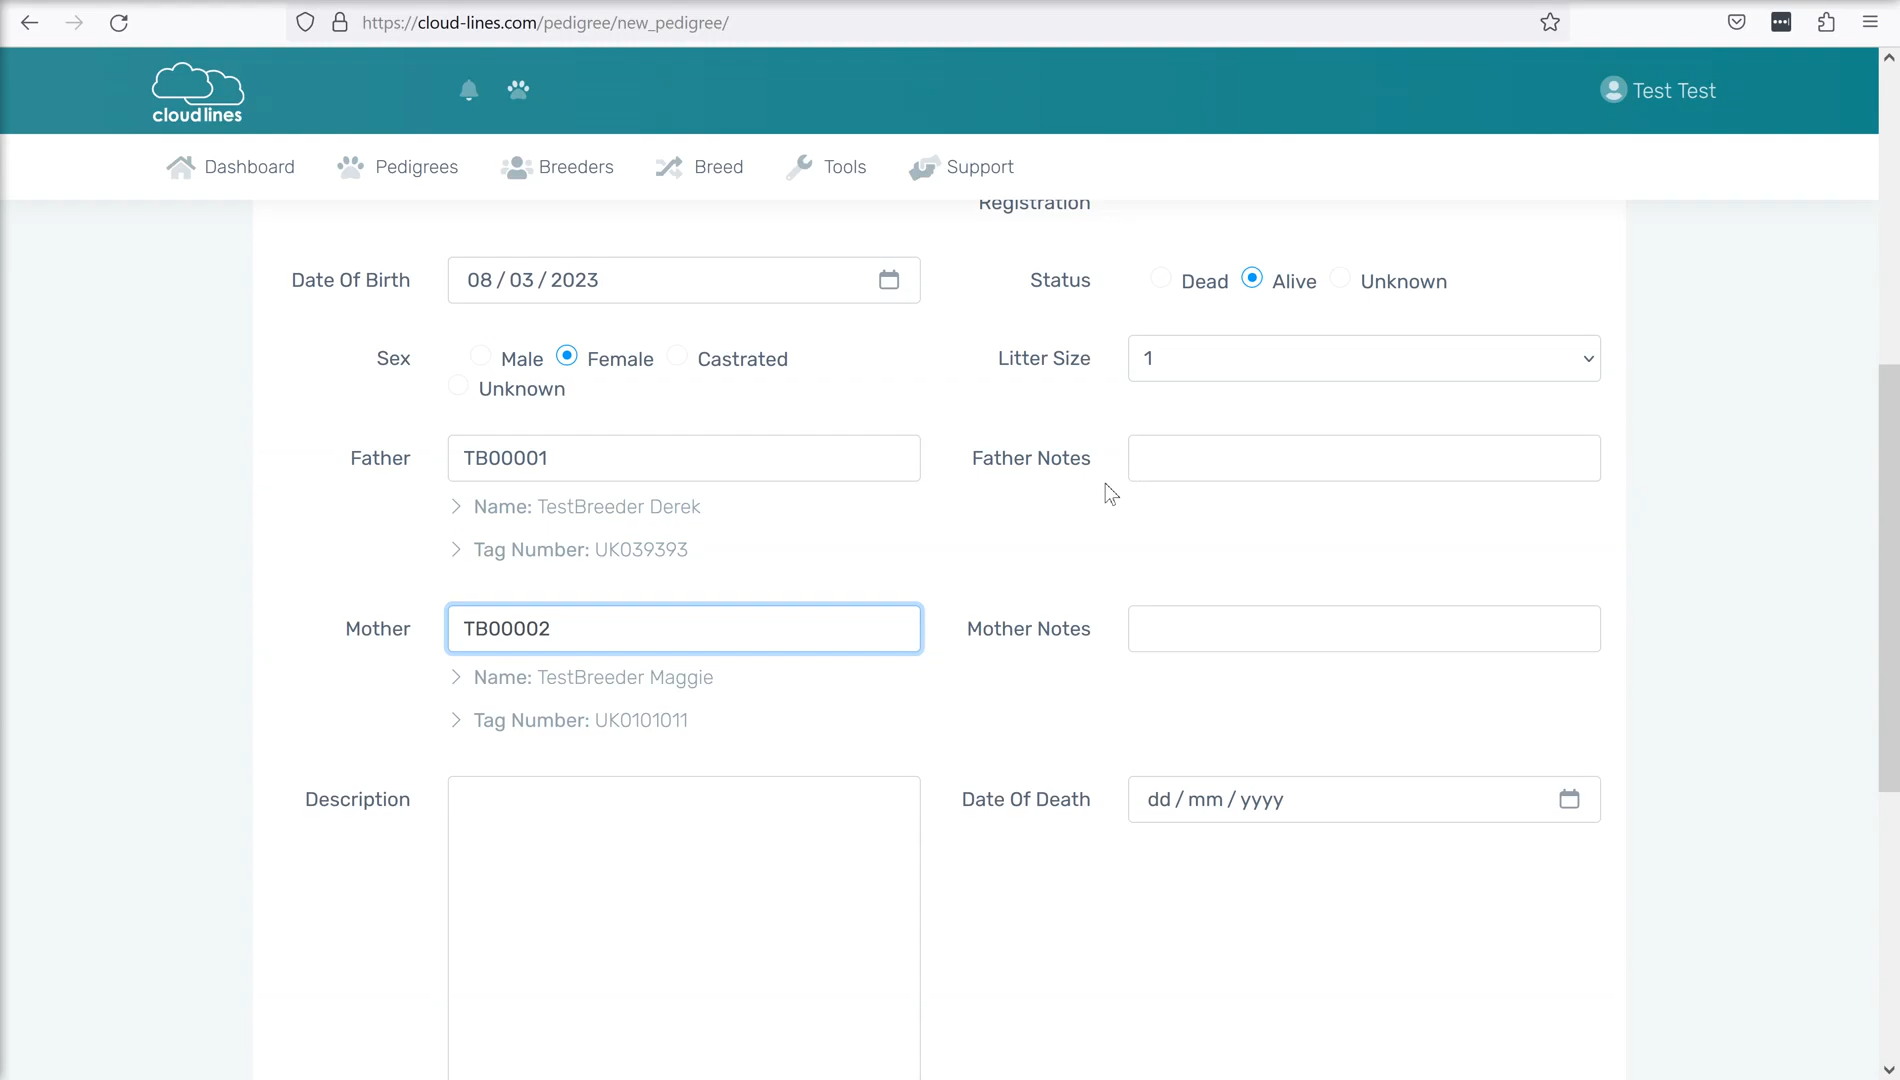 https://cloud-lines.com/pedigree/new_pedigree/
cloudlines
Test Test
Dashboard Pedigrees Breeders Breed Tools Support
Registration
Date Of Birth 08 / 03 / 2023 Status Dead Alive Unknown
Sex Male Female Castrated Litter Size 1
Unknown
Father TB00001 Father Notes
Name: TestBreeder Derek
Tag Number: UK039393
Mother TB00002 Mother Notes
Name: TestBreeder Maggie
Tag Number: UK0101011
Description Date Of Death dd / mm / yyyy